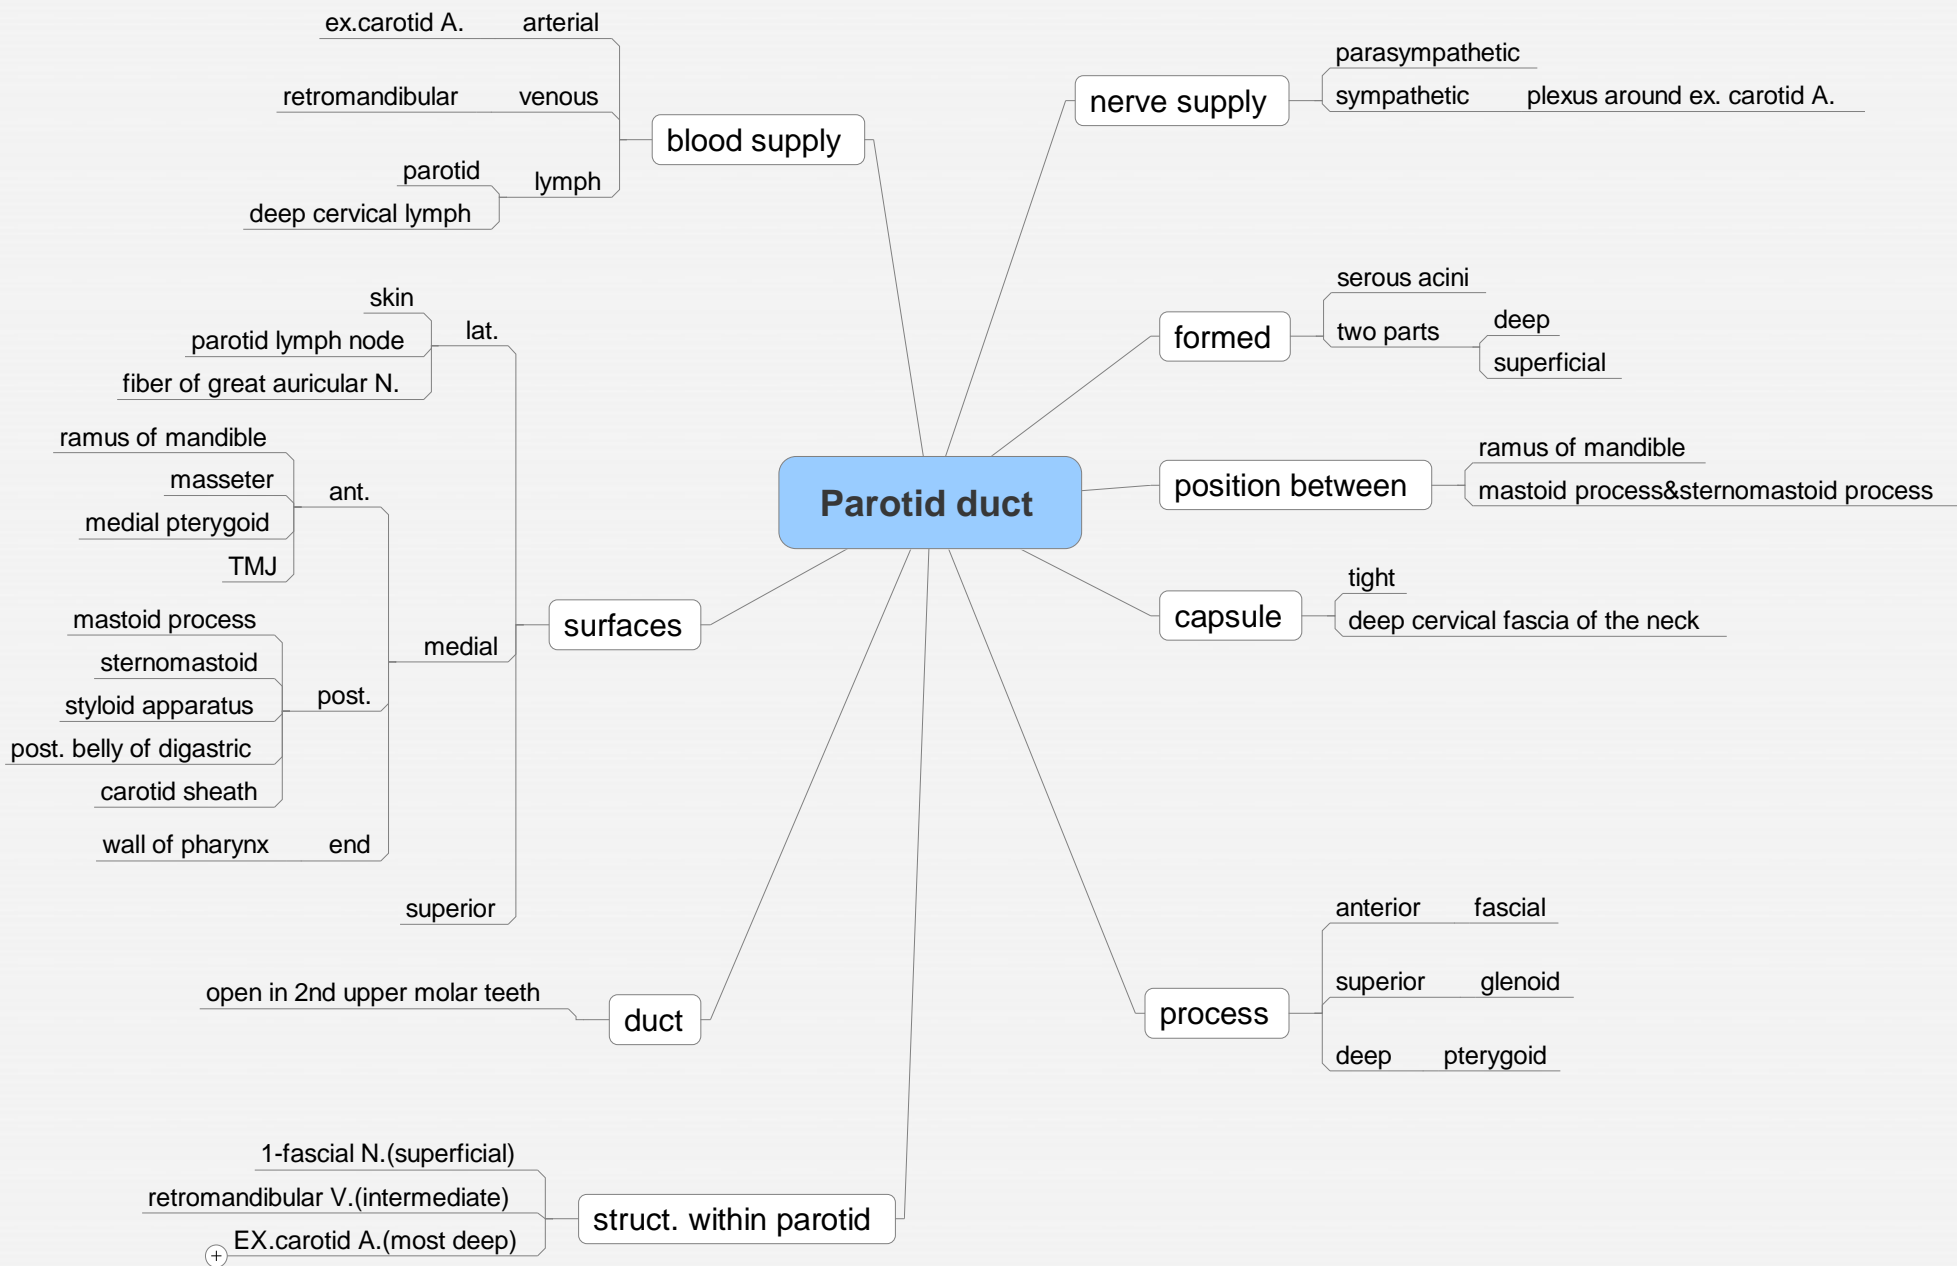 Parotid duct
nerve supply
parasympathetic
sympathetic
plexus around ex. carotid A.
formed
serous acini
two parts
deep
superficial
position between
ramus of mandible
mastoid process&sternomastoid process
capsule
tight
deep cervical fascia of the neck
process
anterior
fascial
superior
glenoid
deep
pterygoid
blood supply
arterial
ex.carotid A.
venous
retromandibular
lymph
parotid
deep cervical lymph
surfaces
lat.
skin
parotid lymph node
fiber of great auricular N.
medial
ant.
ramus of mandible
masseter
medial pterygoid
TMJ
post.
mastoid process
sternomastoid
styloid apparatus
post. belly of digastric
carotid sheath
end
wall of pharynx
superior
duct
open in 2nd upper molar teeth
struct. within parotid
1-fascial N.(superficial)
retromandibular V.(intermediate)
EX.carotid A.(most deep)